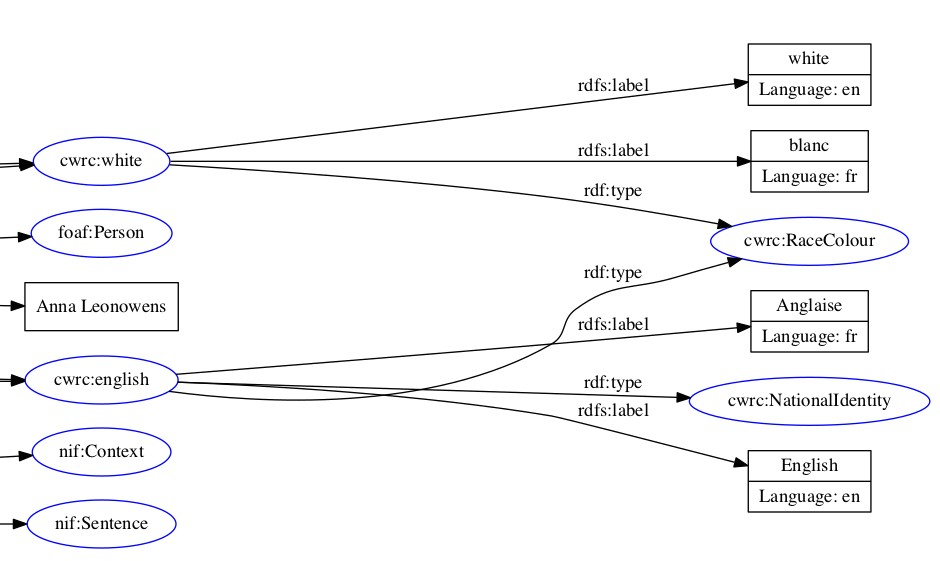 white
rdfs:label
Language: en
blanc
rdfs:label
cwrc:white
Language: fr
rdf:type
foaf:Person
cwrc:RaceColour
rdf:type
Anna Leonowens
Anglaise
rdfs:label
Language: fr
cwrc:english
rdf:type
cwrc:NationalIdentity
rdfs:label
nif:Context
English
Language: en
nif:Sentence